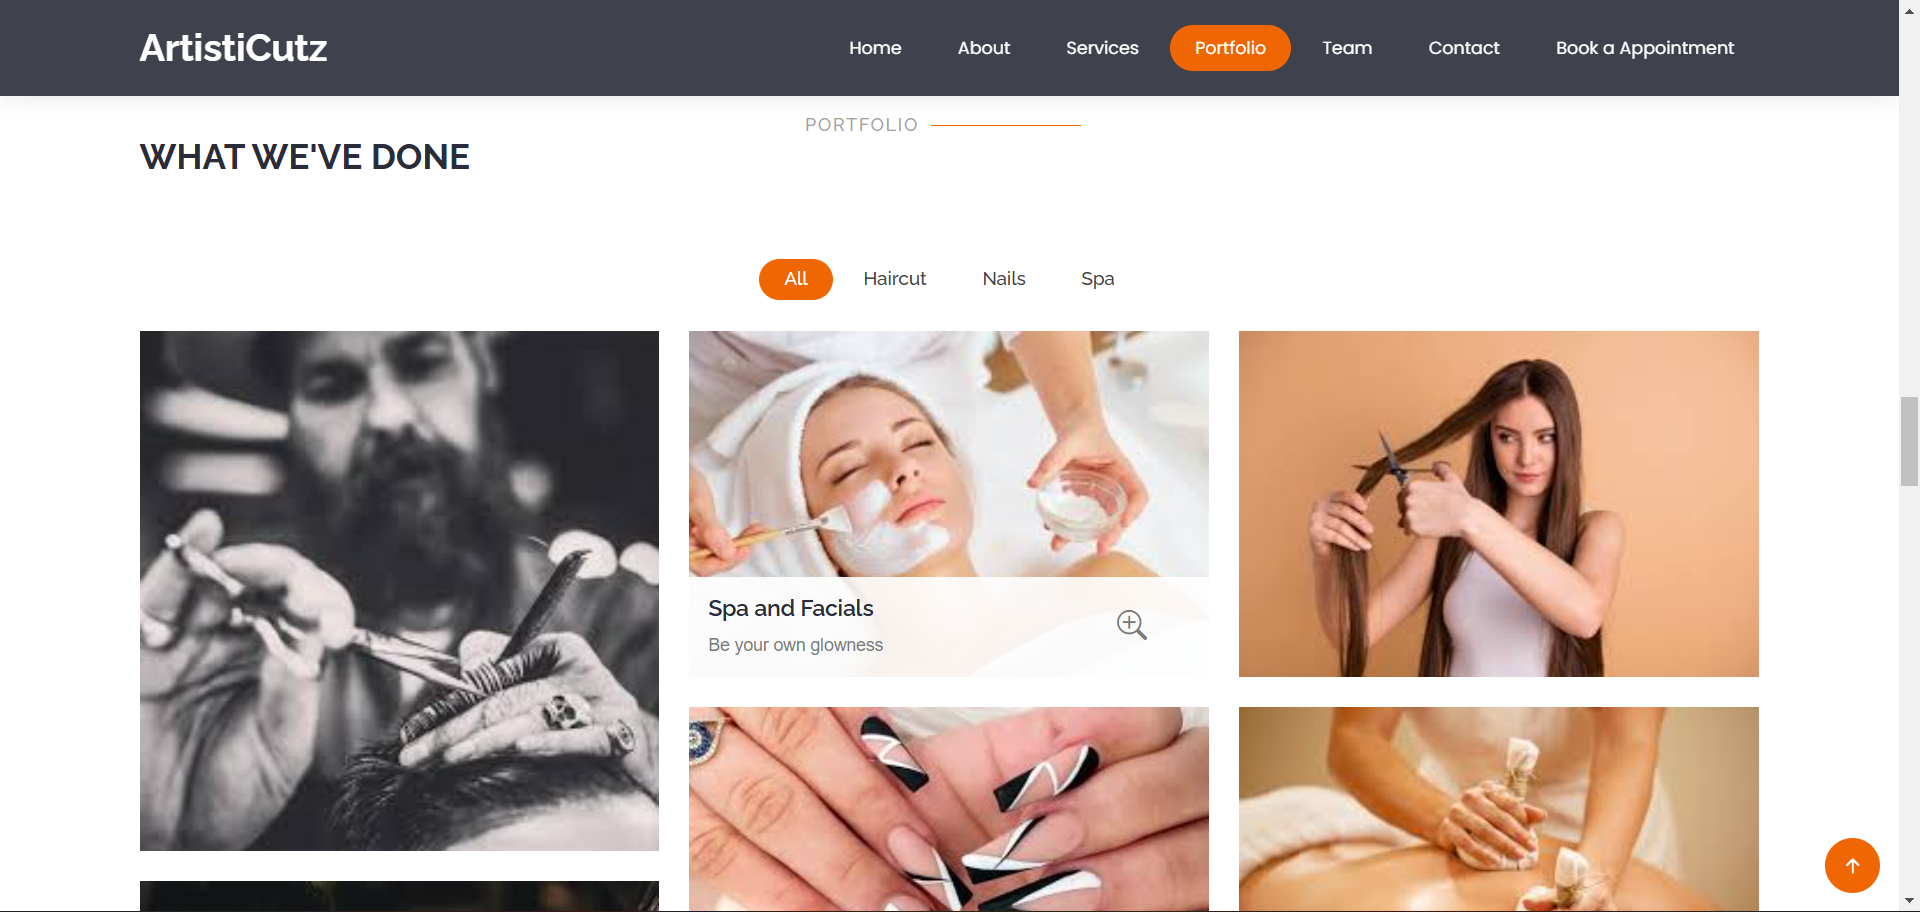 ArtistiCutz
Home About Services Portfolio Team Contact Book a Appointment
PORTFOLIO
WHAT WE'VE DONE
All Haircut Nails Spa
Spa and Facials
Be your own glowness